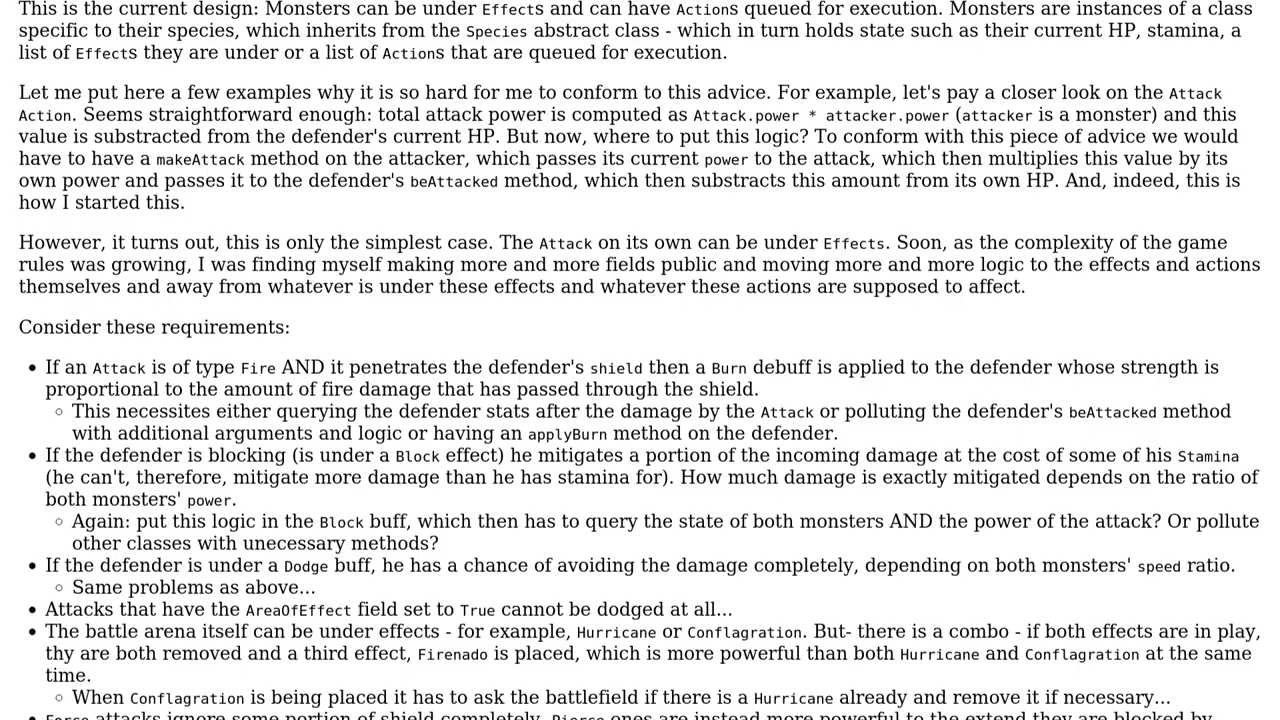 This is the current design: Monsters can be under Effects and can have Actions queued for execution. Monsters are instances of a class
specific to their species, which inherits from the Species abstract class - which in turn holds state such as their current HP, stamina, a
list of Effects they are under or a list of Actions that are queued for execution.
Let me put here a few examples why it is so hard for me to conform to this advice. For example, let's pay a closer look on the Attack
Action. Seems straightforward enough: total attack power is computed as Attack.power * attacker.power (attacker is a monster) and this
value is substracted from the defender's current HP. But now, where to put this logic? To conform with this piece of advice we would
have to have a makeAttack method on the attacker, which passes its current power to the attack, which then multiplies this value by its
own power and passes it to the defender's beAttacked method, which then substracts this amount from its own HP. And, indeed, this is
how I started this.
However, it turns out, this is only the simplest case. The Attack on its own can be under Effects. Soon, as the complexity of the game
rules was growing, I was finding myself making more and more fields public and moving more and more logic to the effects and actions
themselves and away from whatever is under these effects and whatever these actions are supposed to affect.
Consider these requirements:
• If an Attack is of type Fire AND it penetrates the defender's shield then a Burn debuff is applied to the defender whose strength is
proportional to the amount of fire damage that has passed through the shield.
◦ This necessites either querying the defender stats after the damage by the Attack or polluting the defender's beAttacked method
with additional arguments and logic or having an applyBurn method on the defender.
• If the defender is blocking (is under a Block effect) he mitigates a portion of the incoming damage at the cost of some of his Stamina
(he can't, therefore, mitigate more damage than he has stamina for). How much damage is exactly mitigated depends on the ratio of
both monsters' power.
◦ Again: put this logic in the Block buff, which then has to query the state of both monsters AND the power of the attack? Or pollute
other classes with unecessary methods?
• If the defender is under a Dodge buff, he has a chance of avoiding the damage completely, depending on both monsters' speed ratio.
◦ Same problems as above...
• Attacks that have the AreaOfEffect field set to True cannot be dodged at all...
• The battle arena itself can be under effects - for example, Hurricane or Conflagration. But- there is a combo - if both effects are in play,
thy are both removed and a third effect, Firenado is placed, which is more powerful than both Hurricane and Conflagration at the same
time.
◦ When Conflagration is being placed it has to ask the battlefield if there is a Hurricane already and remove it if necessary...
• Force attacks ignore some portion of shield completely. Pierce ones are instead more powerful to the extend they are blocked by